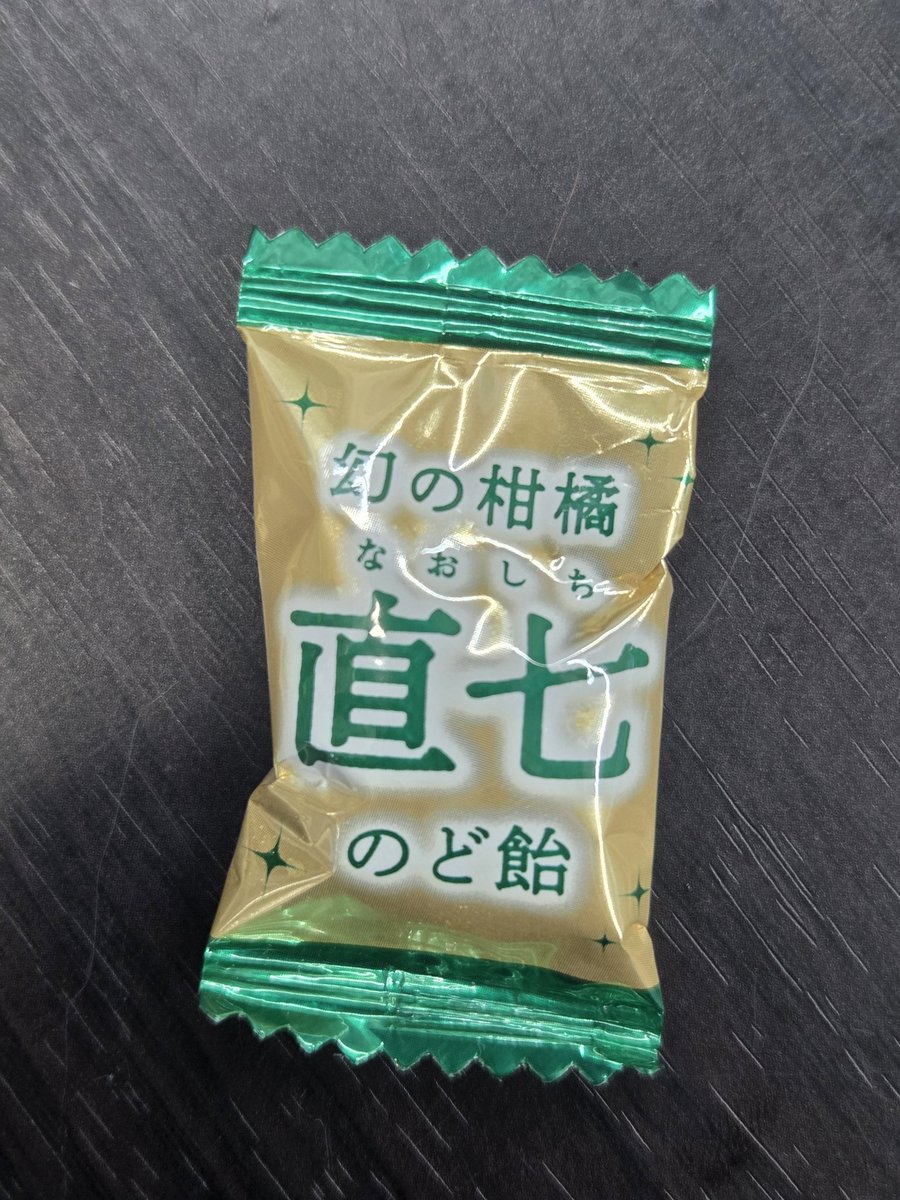 幻の柑橘
なおしち
直七
のど飴